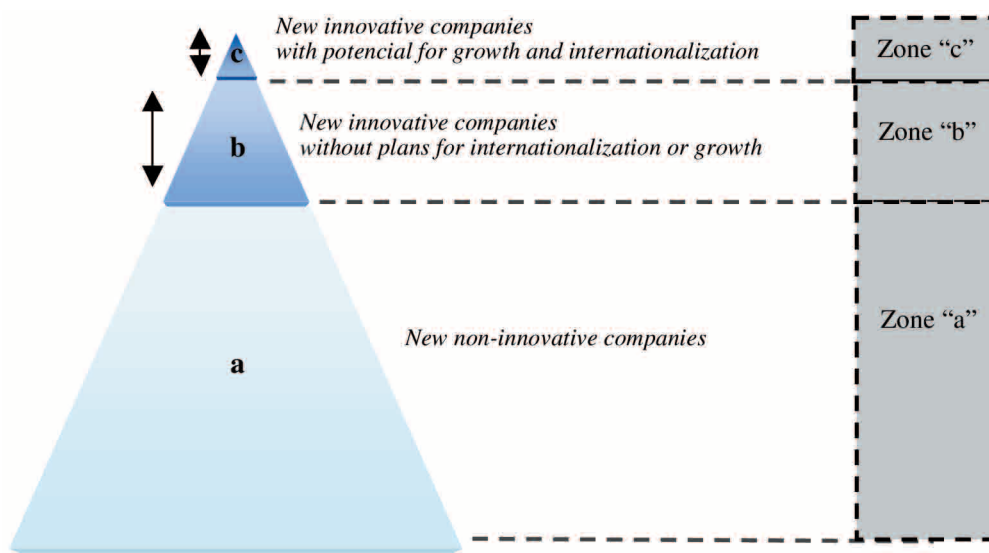 New innovative companies
with potencial for growth and internationalization
c
Zone “c”
New innovative companies
without plans for internationalization or growth
b
Zone “b”
New non-innovative companies
a
Zone “a”